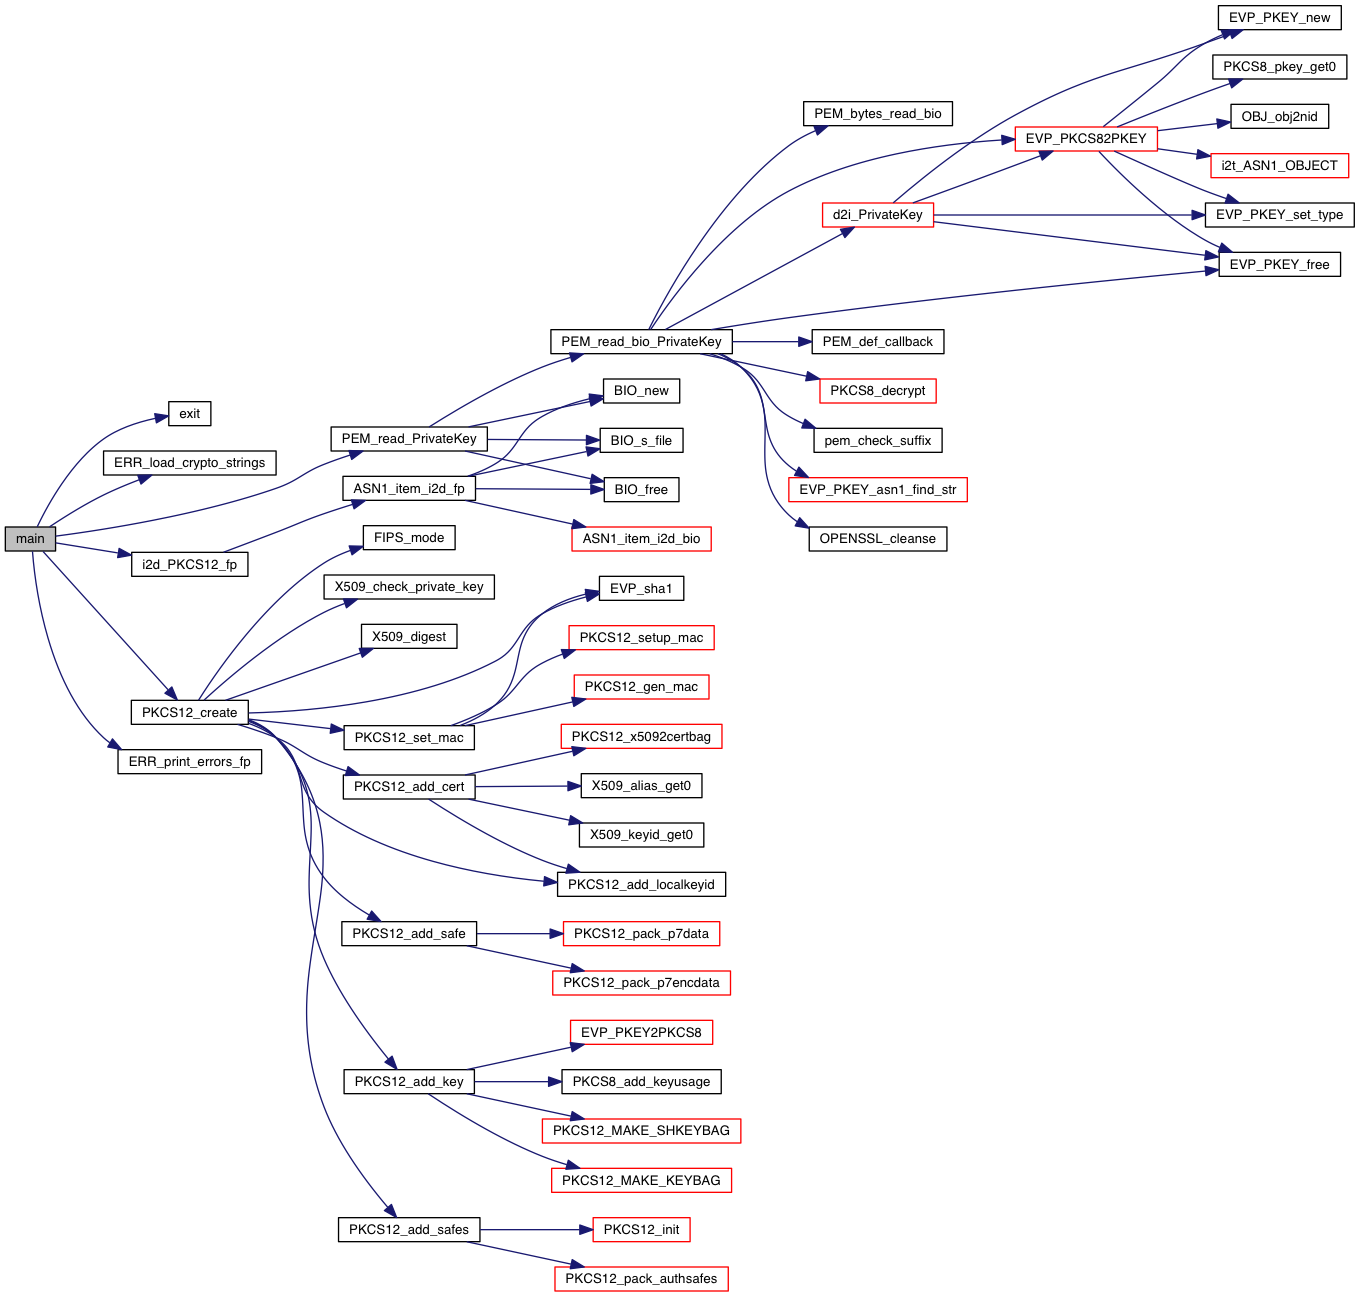 EVP_PKEY_new
PKCS8_pkey_get0
PEM_bytes_read_bio
OBJ_obj2nid
EVP_PKCS82PKEY
i2t_ASN1_OBJECT
d2i_PrivateKey
EVP_PKEY_set_type
EVP_PKEY_free
PEM_read_bio_PrivateKey
PEM_def_callback
BIO_new
PKCS8_decrypt
exit
PEM_read_PrivateKey
BIO_s_file
pem_check_suffix
ERR_load_crypto_strings
ASN1_item_i2d_fp
BIO_free
EVP_PKEY_asn1_find_str
main
FIPS_mode
ASN1_item_i2d_bio
OPENSSL_cleanse
i2d_PKCS12_fp
X509_check_private_key
EVP_sha1
X509_digest
PKCS12_setup_mac
PKCS12_gen_mac
PKCS12_create
PKCS12_set_mac
PKCS12_x5092certbag
ERR_print_errors_fp
PKCS12_add_cert
X509_alias_get0
X509_keyid_get0
PKCS12_add_localkeyid
PKCS12_add_safe
PKCS12_pack_p7data
PKCS12_pack_p7encdata
EVP_PKEY2PKCS8
PKCS12_add_key
PKCS8_add_keyusage
PKCS12_MAKE_SHKEYBAG
PKCS12_MAKE_KEYBAG
PKCS12_add_safes
PKCS12_init
PKCS12_pack_authsafes